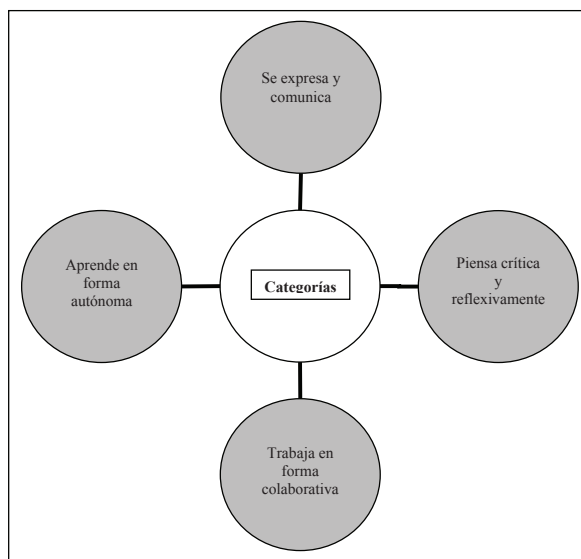 Se expresa y
comunica
Aprende en
forma
autónoma
Categorías
Piensa crítica
y
reflexivamente
Trabaja en
forma
colaborativa